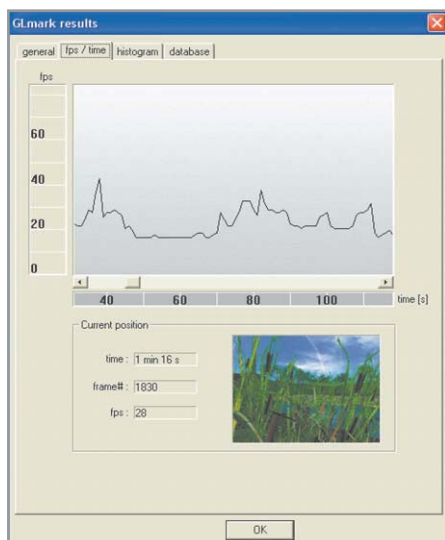 GLmark results
general fps / time histogram database
fps
60
40
20
0
40 60 80 100 time [s]
Current position
time : 1 min 16 s
frame# : 1830
fps : 28
OK